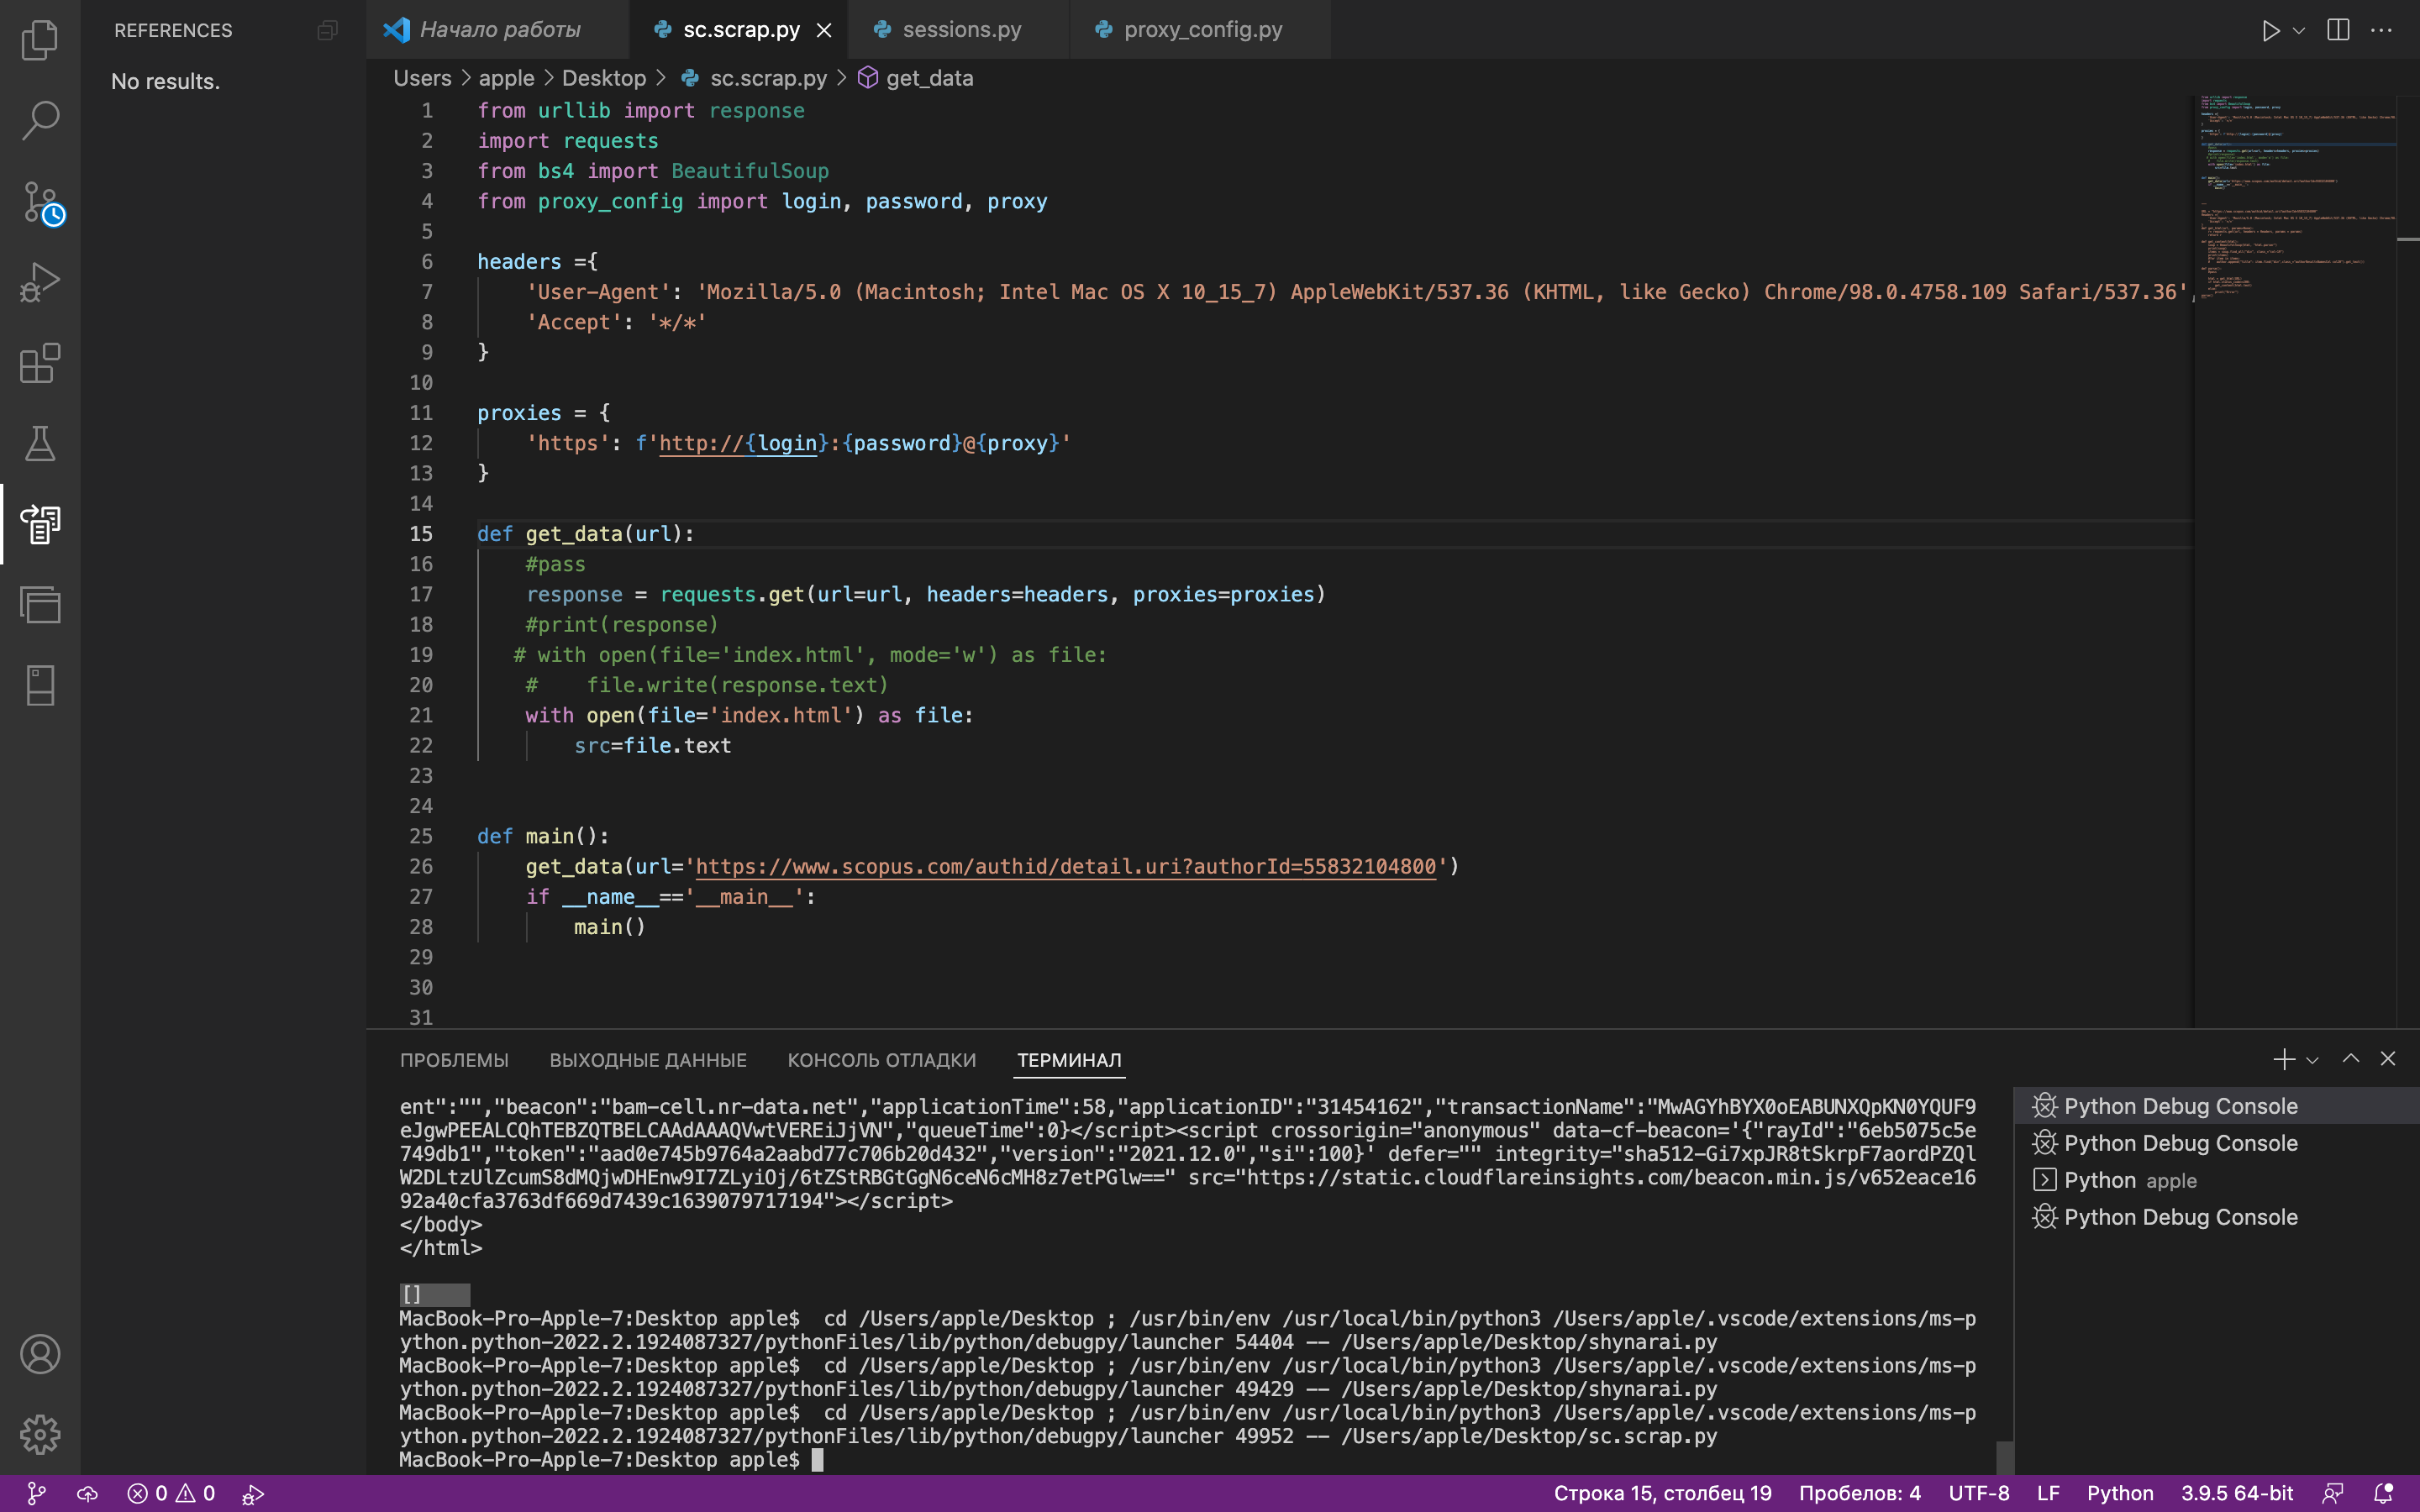 REFERENCES
No results.
Начало работы
sc.scrap.py
sessions.py
proxy_config.py
Users > apple > Desktop > sc.scrap.py > get_data
1 from urllib import response
2 import requests
3 from bs4 import BeautifulSoup
4 from proxy_config import login, password, proxy
5
6 headers ={
7 'User-Agent': 'Mozilla/5.0 (Macintosh; Intel Mac OS X 10_15_7) AppleWebKit/537.36 (KHTML, like Gecko) Chrome/98.0.4758.109 Safari/537.36',
8 'Accept': '*/*'
9 }
10
11 proxies = {
12 'https': f'http://{login}:{password}@{proxy}'
13 }
14
15 def get_data(url):
16 #pass
17 response = requests.get(url=url, headers=headers, proxies=proxies)
18 #print(response)
19 # with open(file='index.html', mode='w') as file:
20 # file.write(response.text)
21 with open(file='index.html') as file:
22 src=file.text
23
24
25 def main():
26 get_data(url='https://www.scopus.com/authid/detail.uri?authorId=55832104800')
27 if __name__=='__main__':
28 main()
29
30
31
ПРОБЛЕМЫ
ВЫХОДНЫЕ ДАННЫЕ
КОНСОЛЬ ОТЛАДКИ
ТЕРМИНАЛ
ent":"","beacon":"bam-cell.nr-data.net","applicationTime":58,"applicationID":"31454162","transactionName":"MwAGYhBYX0oEABUNXQpKN0YQUF9
eJgwPEEALCQhTEBZQTBELCAAdAAAQVwtVEREiJjVN","queueTime":0}</script><script crossorigin="anonymous" data-cf-beacon='{"rayId":"6eb5075c5e
749db1","token":"aad0e745b9764a2aabd77c706b20d432","version":"2021.12.0","si":100}' defer="" integrity="sha512-Gi7xpJR8tSkrpF7aordPZQl
W2DLtzUlZcumS8dMQjwDHEnw9I7ZLyiOj/6tZStRBGtGgN6ceN6cMH8z7etPGlw==" src="https://static.cloudflareinsights.com/beacon.min.js/v652eace16
92a40cfa3763df669d7439c1639079717194"></script>
</body>
</html>
[]
MacBook-Pro-Apple-7:Desktop apple$  cd /Users/apple/Desktop ; /usr/bin/env /usr/local/bin/python3 /Users/apple/.vscode/extensions/ms-p
ython.python-2022.2.1924087327/pythonFiles/lib/python/debugpy/launcher 54404 -- /Users/apple/Desktop/shynarai.py
MacBook-Pro-Apple-7:Desktop apple$  cd /Users/apple/Desktop ; /usr/bin/env /usr/local/bin/python3 /Users/apple/.vscode/extensions/ms-p
ython.python-2022.2.1924087327/pythonFiles/lib/python/debugpy/launcher 49429 -- /Users/apple/Desktop/shynarai.py
MacBook-Pro-Apple-7:Desktop apple$  cd /Users/apple/Desktop ; /usr/bin/env /usr/local/bin/python3 /Users/apple/.vscode/extensions/ms-p
ython.python-2022.2.1924087327/pythonFiles/lib/python/debugpy/launcher 49952 -- /Users/apple/Desktop/sc.scrap.py
MacBook-Pro-Apple-7:Desktop apple$
Python Debug Console
Python Debug Console
Python apple
Python Debug Console
0 0
Строка 15, столбец 19
Пробелов: 4
UTF-8
LF
Python
3.9.5 64-bit